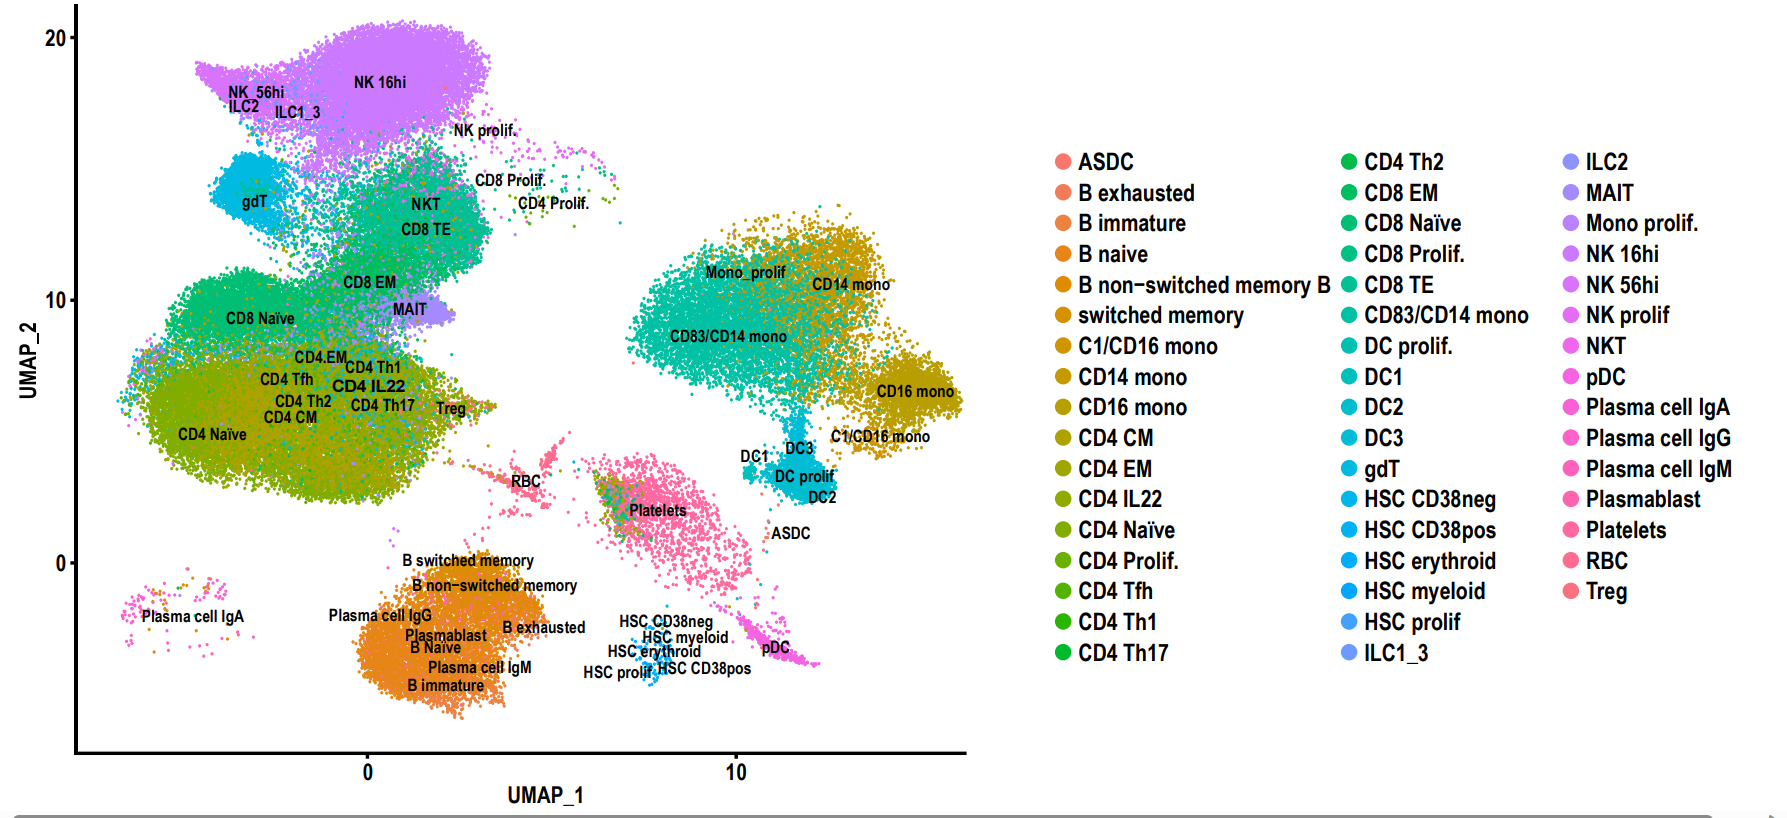 20
10
0
UMAP_2
0
10
UMAP_1
NK 16hi
NK 56hi
ILC2
ILC1_3
NK prolif.
CD8 Prolif.
CD4 Prolif.
gdT
NKT
CD8 TE
CD8 EM
MAIT
CD8 Naïve
CD4.EM
CD4 Th1
CD4 Tfh
CD4 IL22
CD4 Th2
CD4 Th17
CD4 CM
Treg
CD4 Naïve
Mono_prolif
CD14 mono
CD83/CD14 mono
CD16 mono
C1/CD16 mono
DC3
DC1
DC prolif
DC2
RBC
Platelets
ASDC
B switched memory
B non−switched memory
Plasma cell IgA
Plasma cell IgG
B exhausted
Plasmablast
B Naïve
Plasma cell IgM
B immature
HSC CD38neg
HSC myeloid
HSC erythroid
HSC prolif
HSC CD38pos
pDC
ASDC
B exhausted
B immature
B naive
B non−switched memory B
switched memory
C1/CD16 mono
CD14 mono
CD16 mono
CD4 CM
CD4 EM
CD4 IL22
CD4 Naïve
CD4 Prolif.
CD4 Tfh
CD4 Th1
CD4 Th17
CD4 Th2
CD8 EM
CD8 Naïve
CD8 Prolif.
CD8 TE
CD83/CD14 mono
DC prolif.
DC1
DC2
DC3
gdT
HSC CD38neg
HSC CD38pos
HSC erythroid
HSC myeloid
HSC prolif
ILC1_3
ILC2
MAIT
Mono prolif.
NK 16hi
NK 56hi
NK prolif
NKT
pDC
Plasma cell IgA
Plasma cell IgG
Plasma cell IgM
Plasmablast
Platelets
RBC
Treg